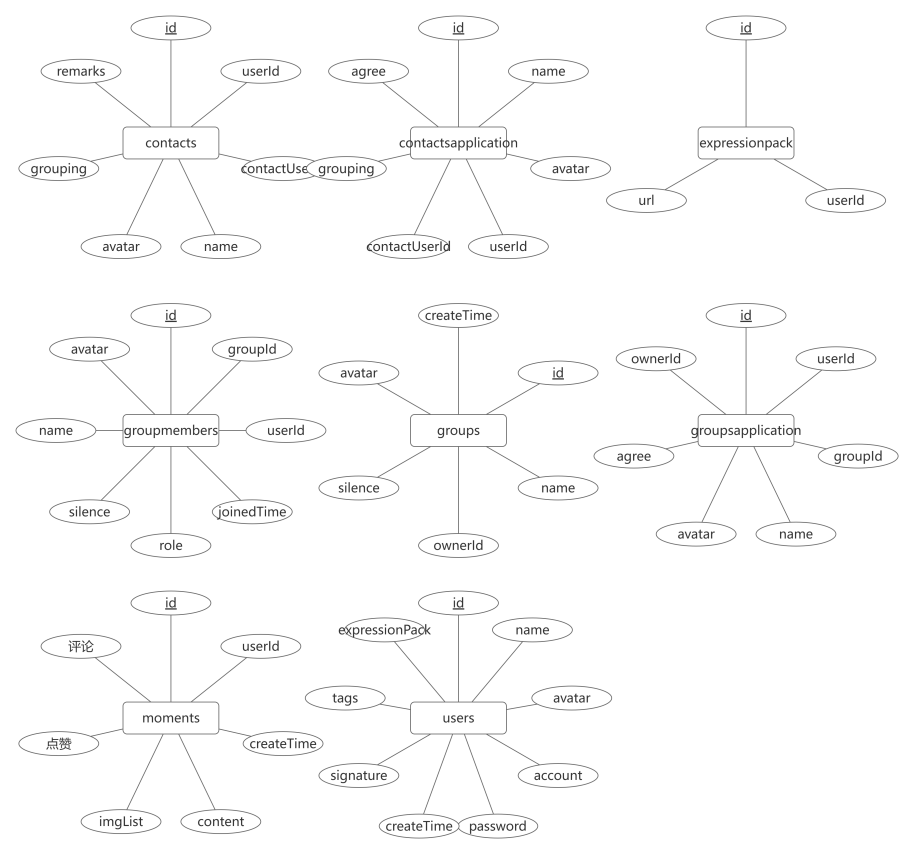 id
remarks
userId
contacts
grouping
contactUse
avatar
name
id
agree
name
contactsapplication
grouping
avatar
contactUserId
userId
id
expressionpack
url
userId
id
avatar
groupId
name
groupmembers
userId
silence
joinedTime
role
createTime
avatar
id
groups
silence
name
ownerId
id
ownerId
userId
groupsapplication
agree
groupId
avatar
name
id
评论
userId
moments
点赞
createTime
imgList
content
id
expressionPack
name
tags
avatar
users
signature
account
createTime
password